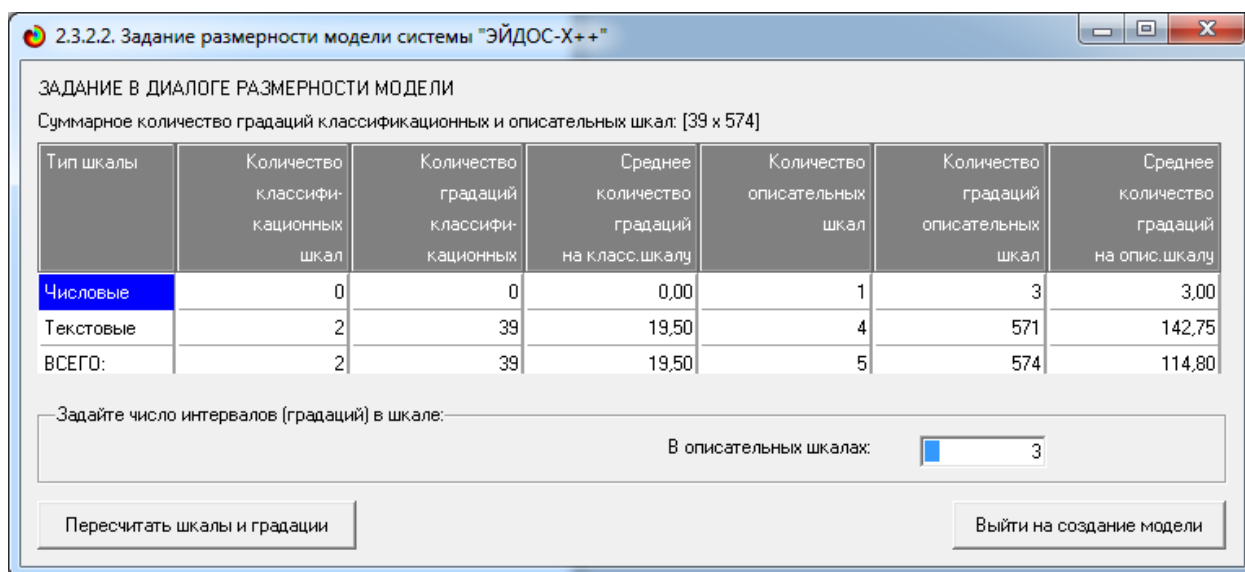 2.3.2.2. Задание размерности модели системы "ЭЙДОС-X++"
ЗАДАНИЕ В ДИАЛОГЕ РАЗМЕРНОСТИ МОДЕЛИ
Суммарное количество градаций классификационных и описательных шкал: [39 x 574]
Тип шкалы Количество Количество Среднее Количество Количество Среднее
классифи- градаций количество описательных градаций количество
кационных классифи- градаций шкал описательных градаций
шкал кационных на класс.шкалу шкал на опис.шкалу
Числовые 0 0 0,00 1 3 3,00
Текстовые 2 39 19,50 4 571 142,75
ВСЕГО: 2 39 19,50 5 574 114,80
Задайте число интервалов (градаций) в шкале:
В описательных шкалах: 3
Пересчитать шкалы и градации Выйти на создание модели